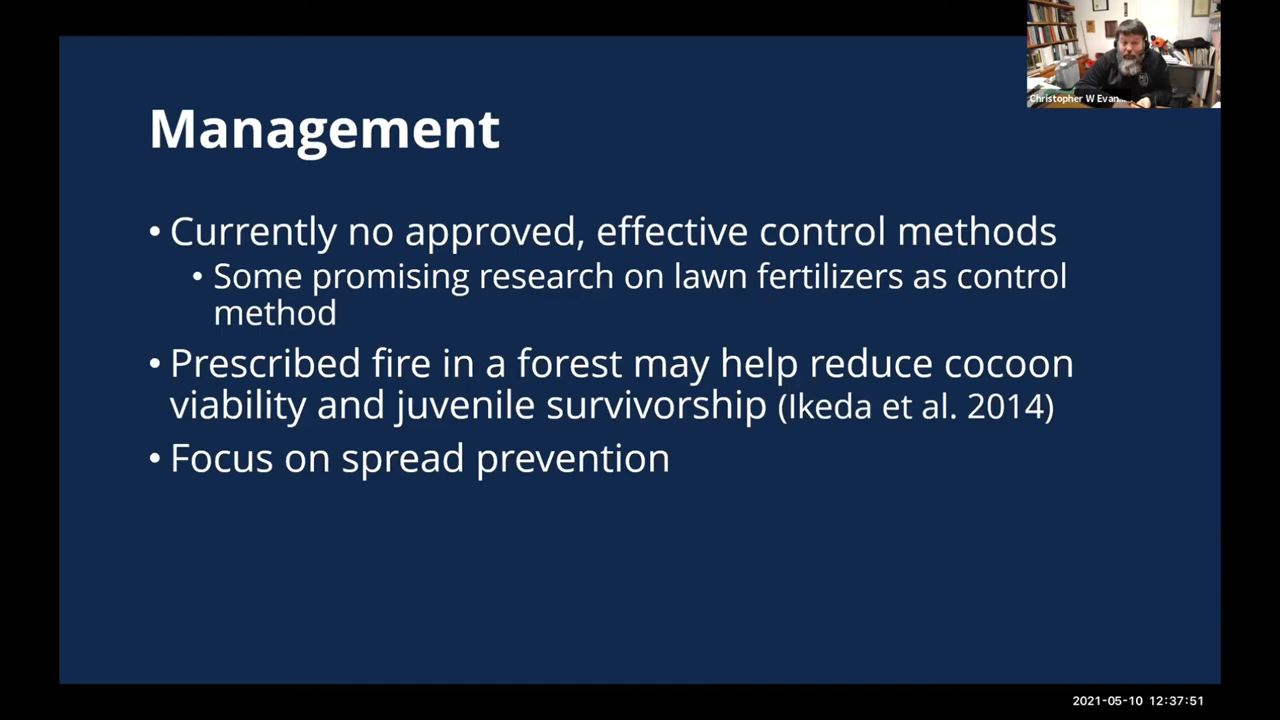 Christopher W Evan...
Management
• Currently no approved, effective control methods
• Some promising research on lawn fertilizers as control
method
• Prescribed fire in a forest may help reduce cocoon
viability and juvenile survivorship (Ikeda et al. 2014)
• Focus on spread prevention
2021-05-10 12:37:51